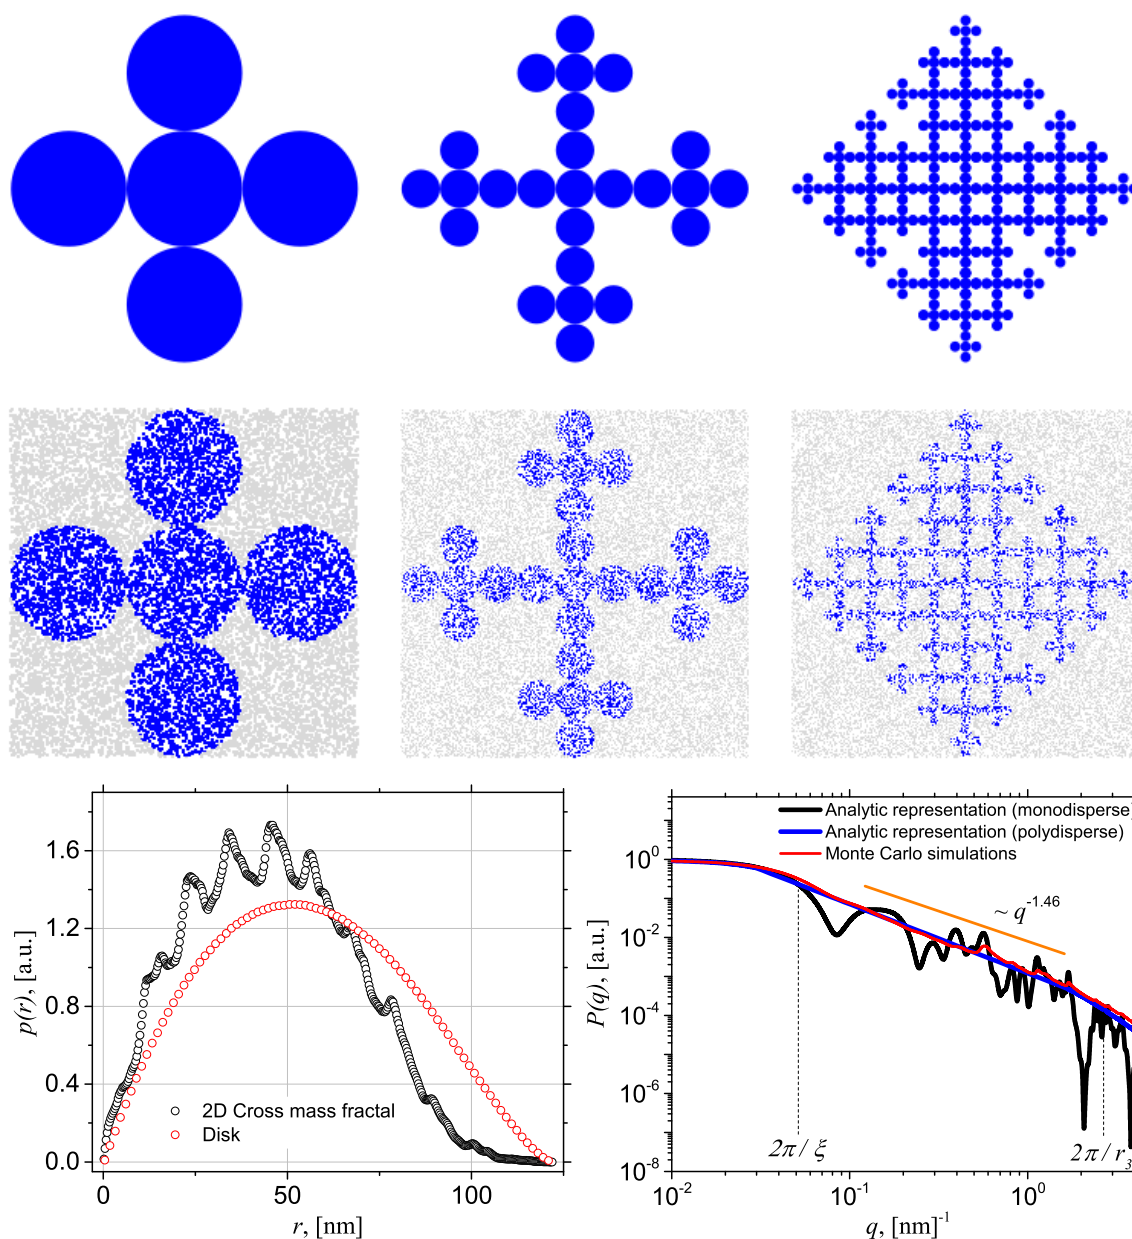 1.6
1.2
0.8
0.4
0.0
p(r), [a.u.]
2D Cross mass fractal
Disk
0
50
100
r, [nm]
Analytic representation (monodisperse)
Analytic representation (polydisperse)
Monte Carlo simulations
10^0
10^-2
10^-4
10^-6
10^-8
P(q), [a.u.]
~ q^-1.46
2π/ ξ
2π/ r_3
10^-2
10^-1
10^0
q, [nm]^-1